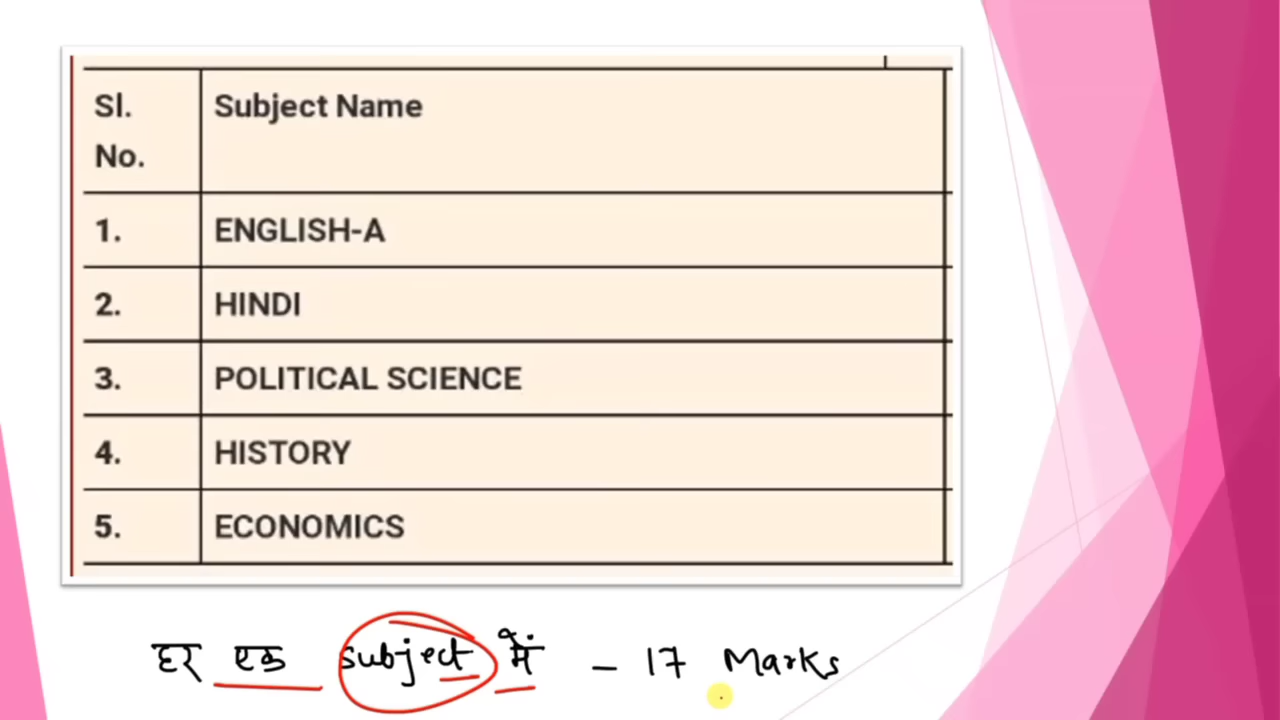 Sl. No. Subject Name
1. ENGLISH-A
2. HINDI
3. POLITICAL SCIENCE
4. HISTORY
5. ECONOMICS
हर एक subject में - 17 Marks